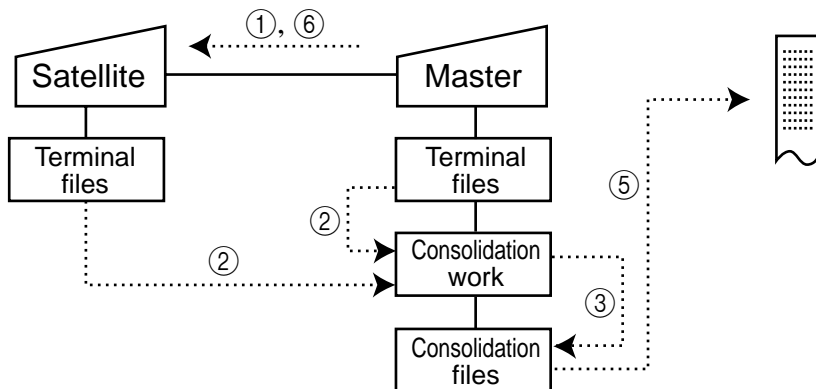 ①, ⑥
Satellite
Master
Terminal
files
Terminal
files
②
②
⑤
Consolidation
work
③
Consolidation
files